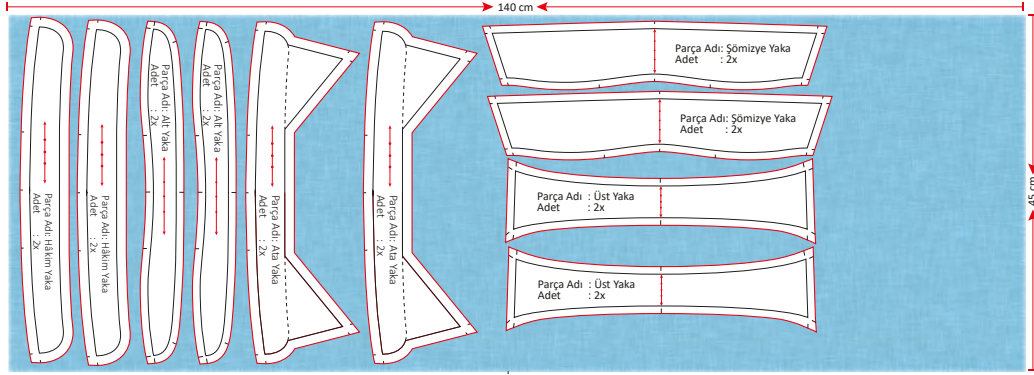 140 cm
Parça Adı: Hâkim Yaka
Adet : 2x
Parça Adı: Hâkim Yaka
Adet : 2x
Parça Adı: Alt Yaka
Adet : 2x
Parça Adı: Alt Yaka
Adet : 2x
Parça Adı: Ata Yaka
Adet : 2x
Parça Adı: Ata Yaka
Adet : 2x
Parça Adı: Şömizye Yaka
Adet : 2x
Parça Adı: Şömizye Yaka
Adet : 2x
Parça Adı : Üst Yaka
Adet : 2x
Parça Adı : Üst Yaka
Adet : 2x
45 cm